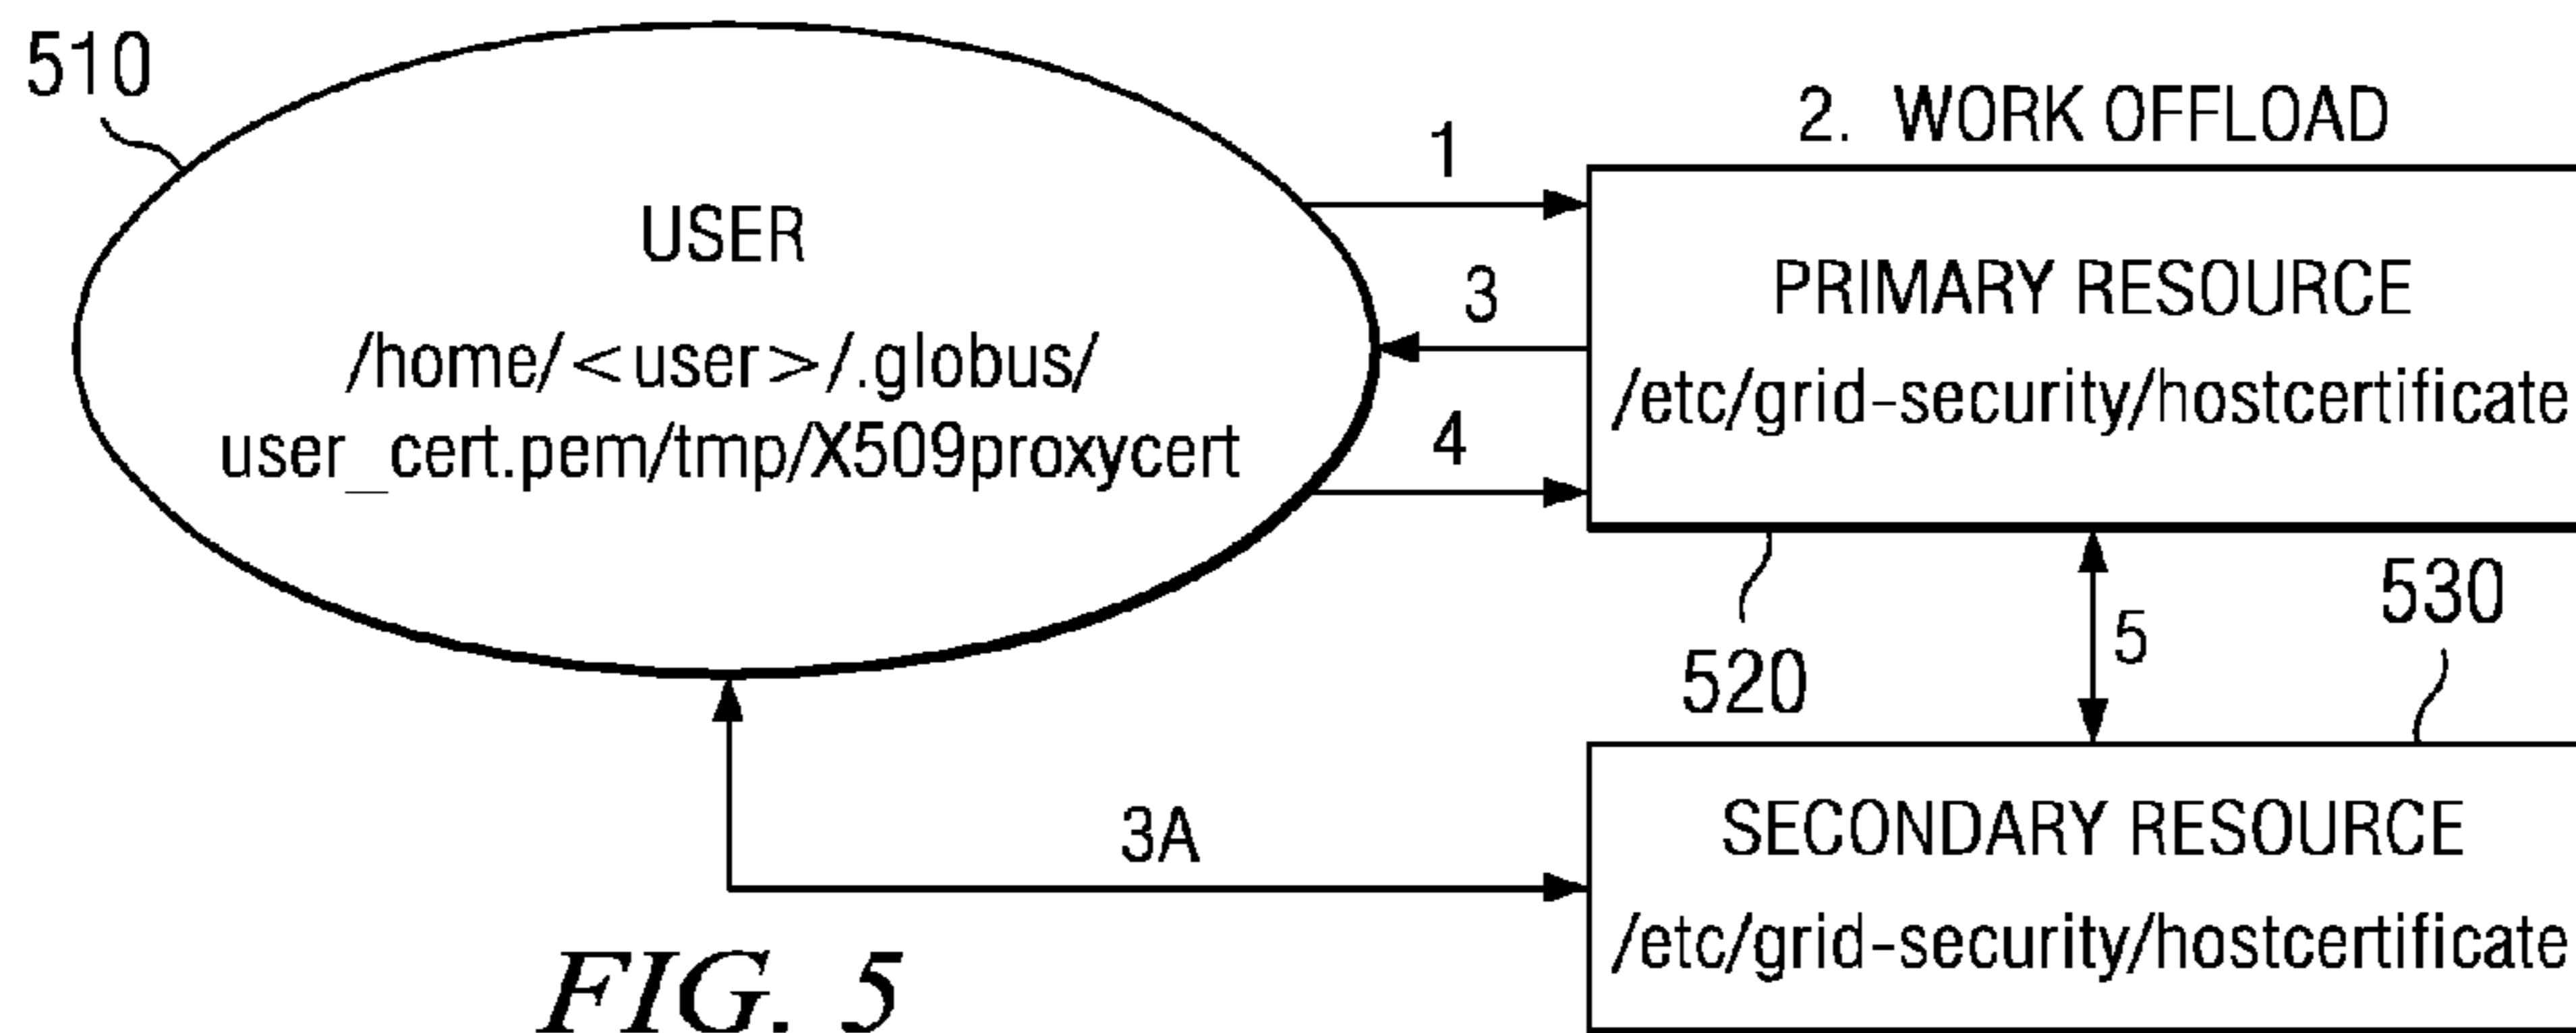 510
USER
/home/<user>/.globus/
user_cert.pem/tmp/X509proxycert
1
3
4
2. WORK OFFLOAD
PRIMARY RESOURCE
/etc/grid-security/hostcertificate
520
5
530
3A
SECONDARY RESOURCE
/etc/grid-security/hostcertificate
FIG. 5